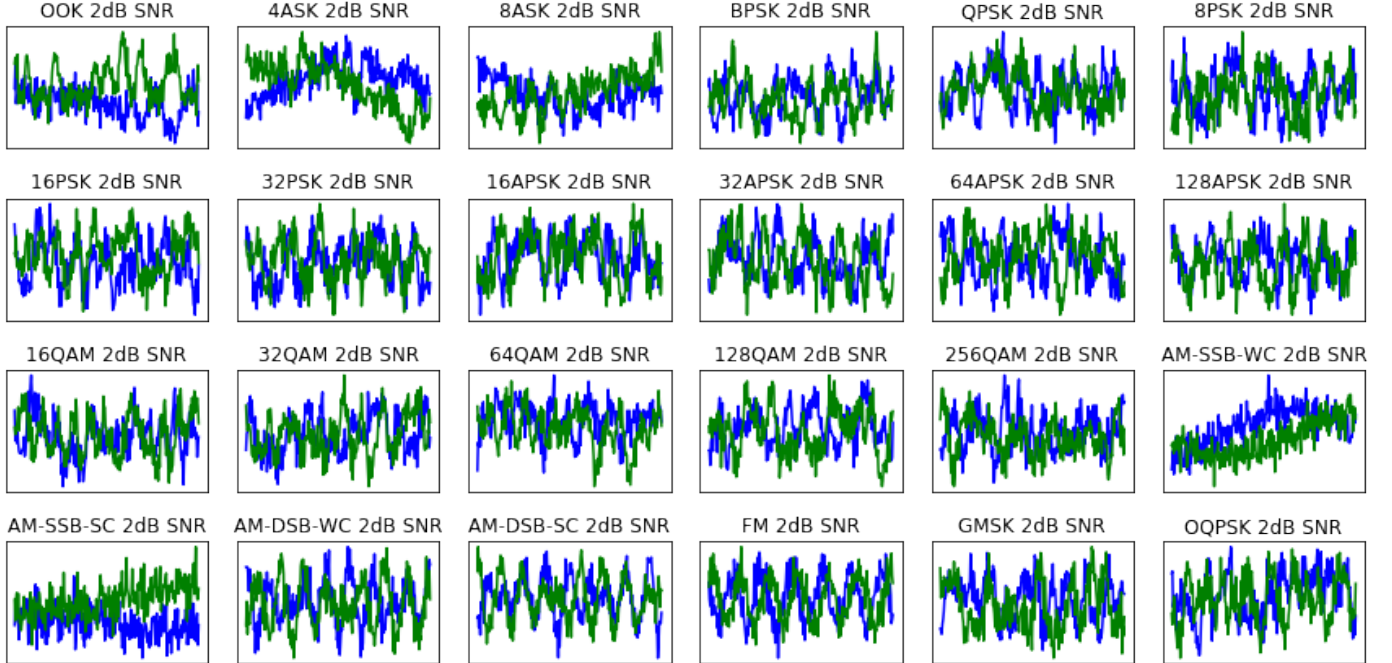 OOK 2dB SNR
4ASK 2dB SNR
8ASK 2dB SNR
BPSK 2dB SNR
QPSK 2dB SNR
8PSK 2dB SNR
16PSK 2dB SNR
32PSK 2dB SNR
16APSK 2dB SNR
32APSK 2dB SNR
64APSK 2dB SNR
128APSK 2dB SNR
16QAM 2dB SNR
32QAM 2dB SNR
64QAM 2dB SNR
128QAM 2dB SNR
256QAM 2dB SNR
AM-SSB-WC 2dB SNR
AM-SSB-SC 2dB SNR
AM-DSB-WC 2dB SNR
AM-DSB-SC 2dB SNR
FM 2dB SNR
GMSK 2dB SNR
OQPSK 2dB SNR